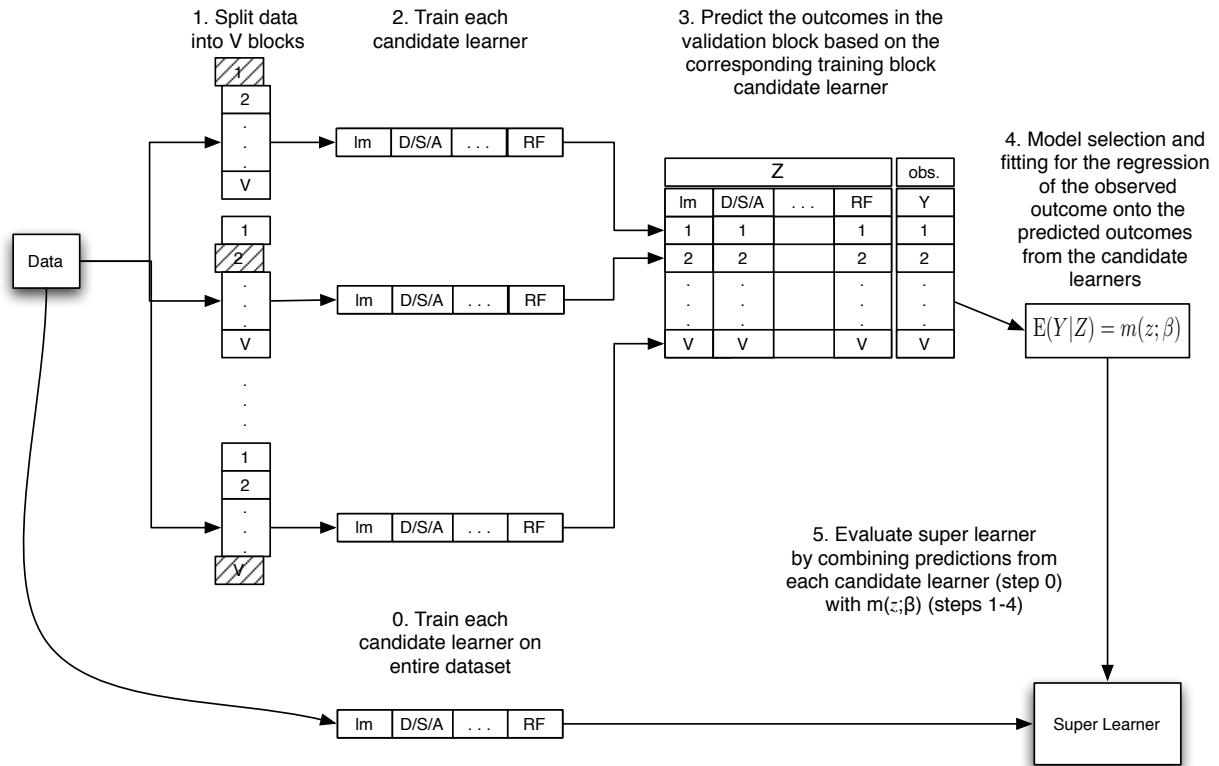 1. Split data
into V blocks
2. Train each
candidate learner
3. Predict the outcomes in the
validation block based on the
corresponding training block
candidate learner
4. Model selection and
fitting for the regression
of the observed
outcome onto the
predicted outcomes
from the candidate
learners
Data
1
2
.
.
.
V
lm D/S/A . . . RF
1
2
.
.
.
V
lm D/S/A . . . RF
.
.
.
1
2
.
.
.
V
lm D/S/A . . . RF
Z obs.
lm D/S/A . . . RF Y
1 1 1 1
2 2 2 2
. . . .
. . . .
. . . .
V V V V
E(Y|Z) = m(z;β)
5. Evaluate super learner
by combining predictions from
each candidate learner (step 0)
with m(z;β) (steps 1-4)
0. Train each
candidate learner on
entire dataset
lm D/S/A . . . RF
Super Learner